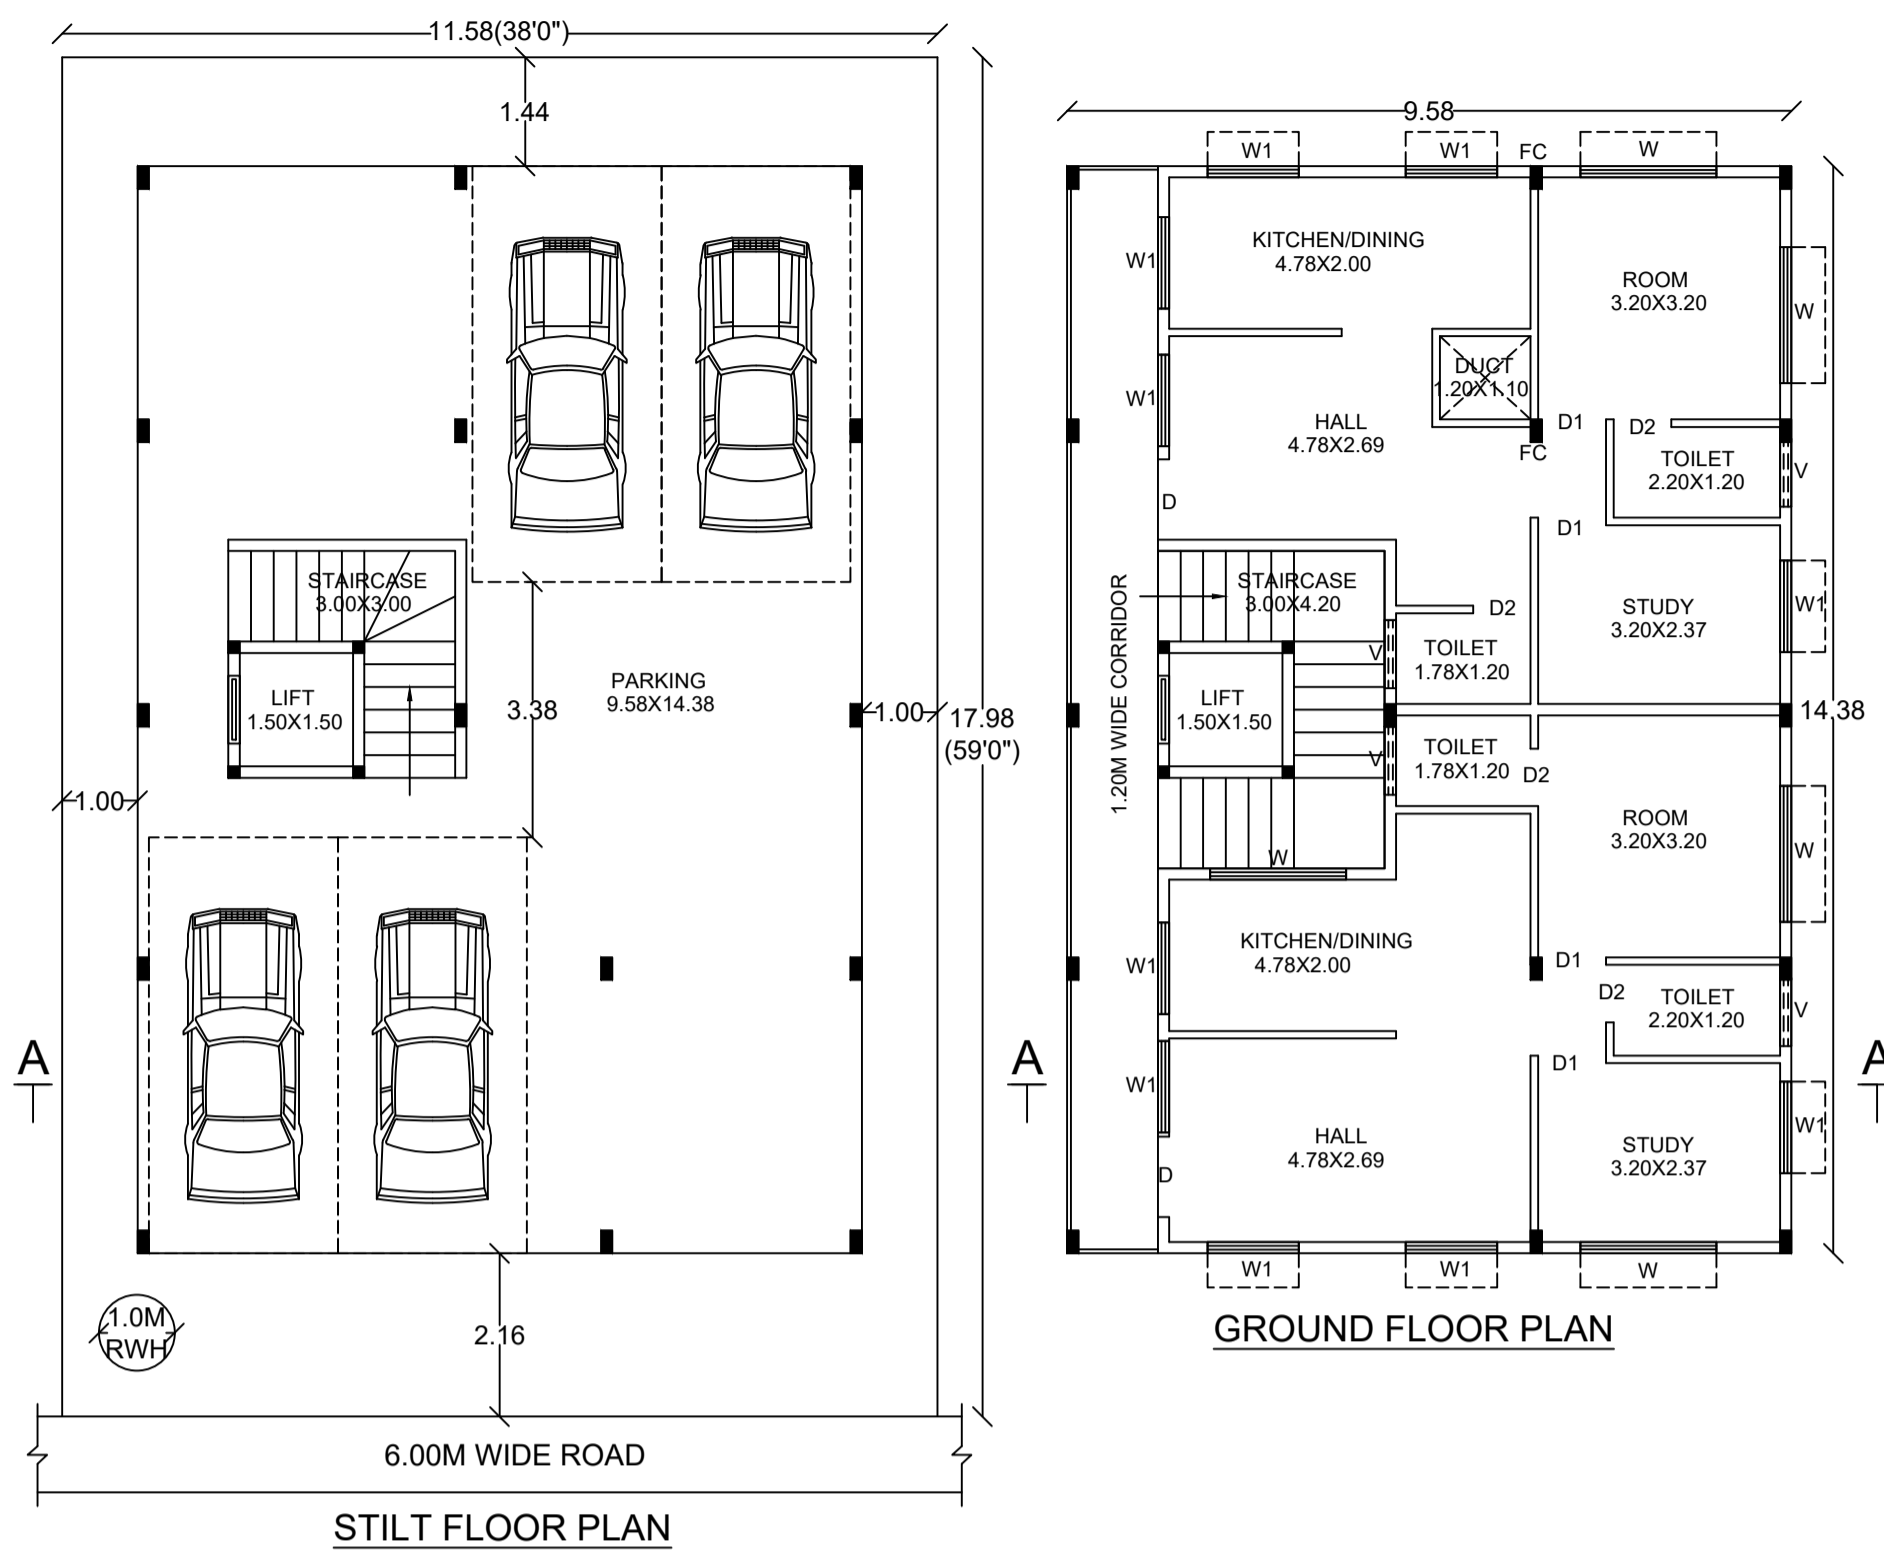 11.58(38'0")
1.44
STAIRCASE
3.00X3.00
LIFT
1.50X1.50
PARKING
9.58X14.38
3.38
1.00
17.98
(59'0")
1.00
A
1.0M
RWH
2.16
6.00M WIDE ROAD
STILT FLOOR PLAN
9.58
W1
W1
FC
W
W1
KITCHEN/DINING
4.78X2.00
ROOM
3.20X3.20
W
DUCT
1.20X1.10
W1
HALL
4.78X2.69
D1
D2
FC
TOILET
2.20X1.20
V
D
D1
STAIRCASE
3.00X4.20
D2
STUDY
3.20X2.37
W1
1.20M WIDE CORRIDOR
V
TOILET
1.78X1.20
LIFT
1.50X1.50
14.38
V
TOILET
1.78X1.20
D2
ROOM
3.20X3.20
W
W
KITCHEN/DINING
4.78X2.00
W1
D1
D2
TOILET
2.20X1.20
V
A
W1
D1
A
HALL
4.78X2.69
STUDY
3.20X2.37
W1
D
W1
W1
W
GROUND FLOOR PLAN